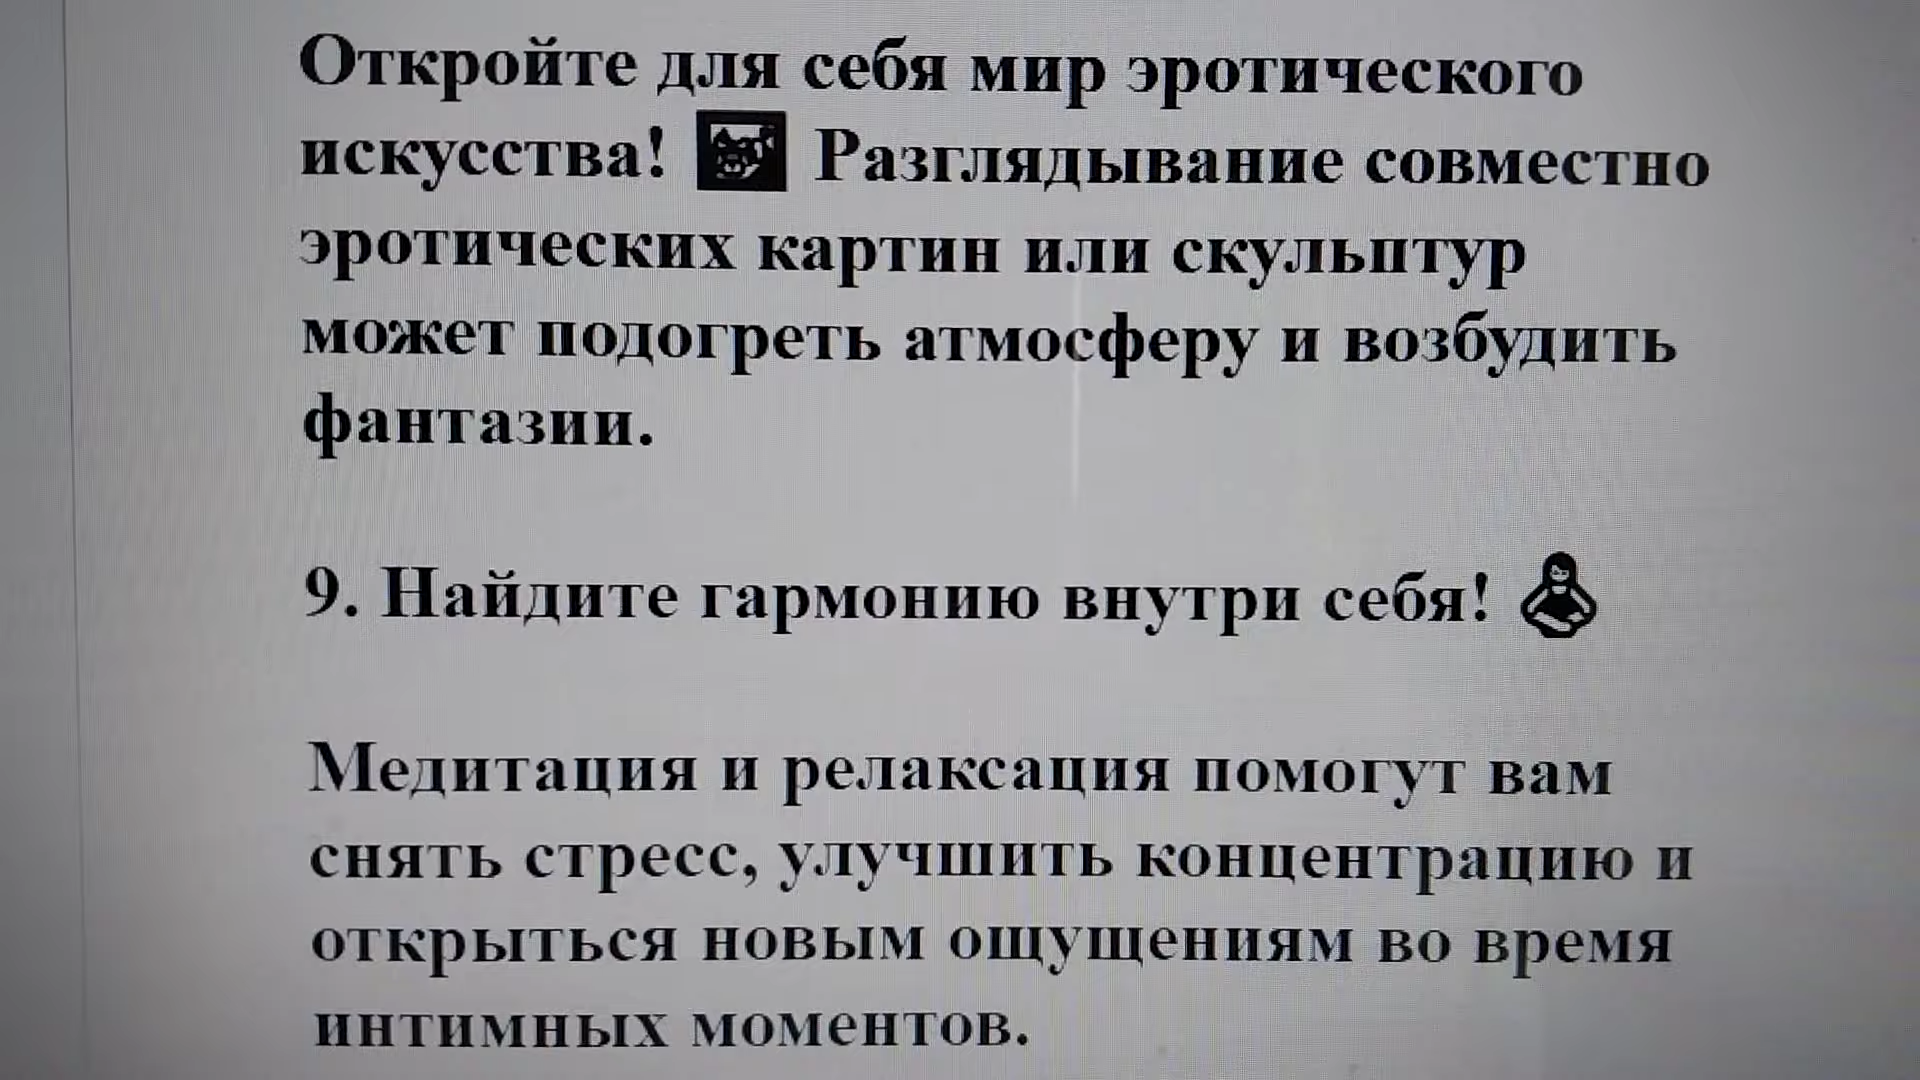 Откройте для себя мир эротического
искусства! Разглядывание совместно
эротических картин или скульптур
может подогреть атмосферу и возбудить
фантазии.
9. Найдите гармонию внутри себя!
Медитация и релаксация помогут вам
снять стресс, улучшить концентрацию и
открыться новым ощущениям во время
интимных моментов.